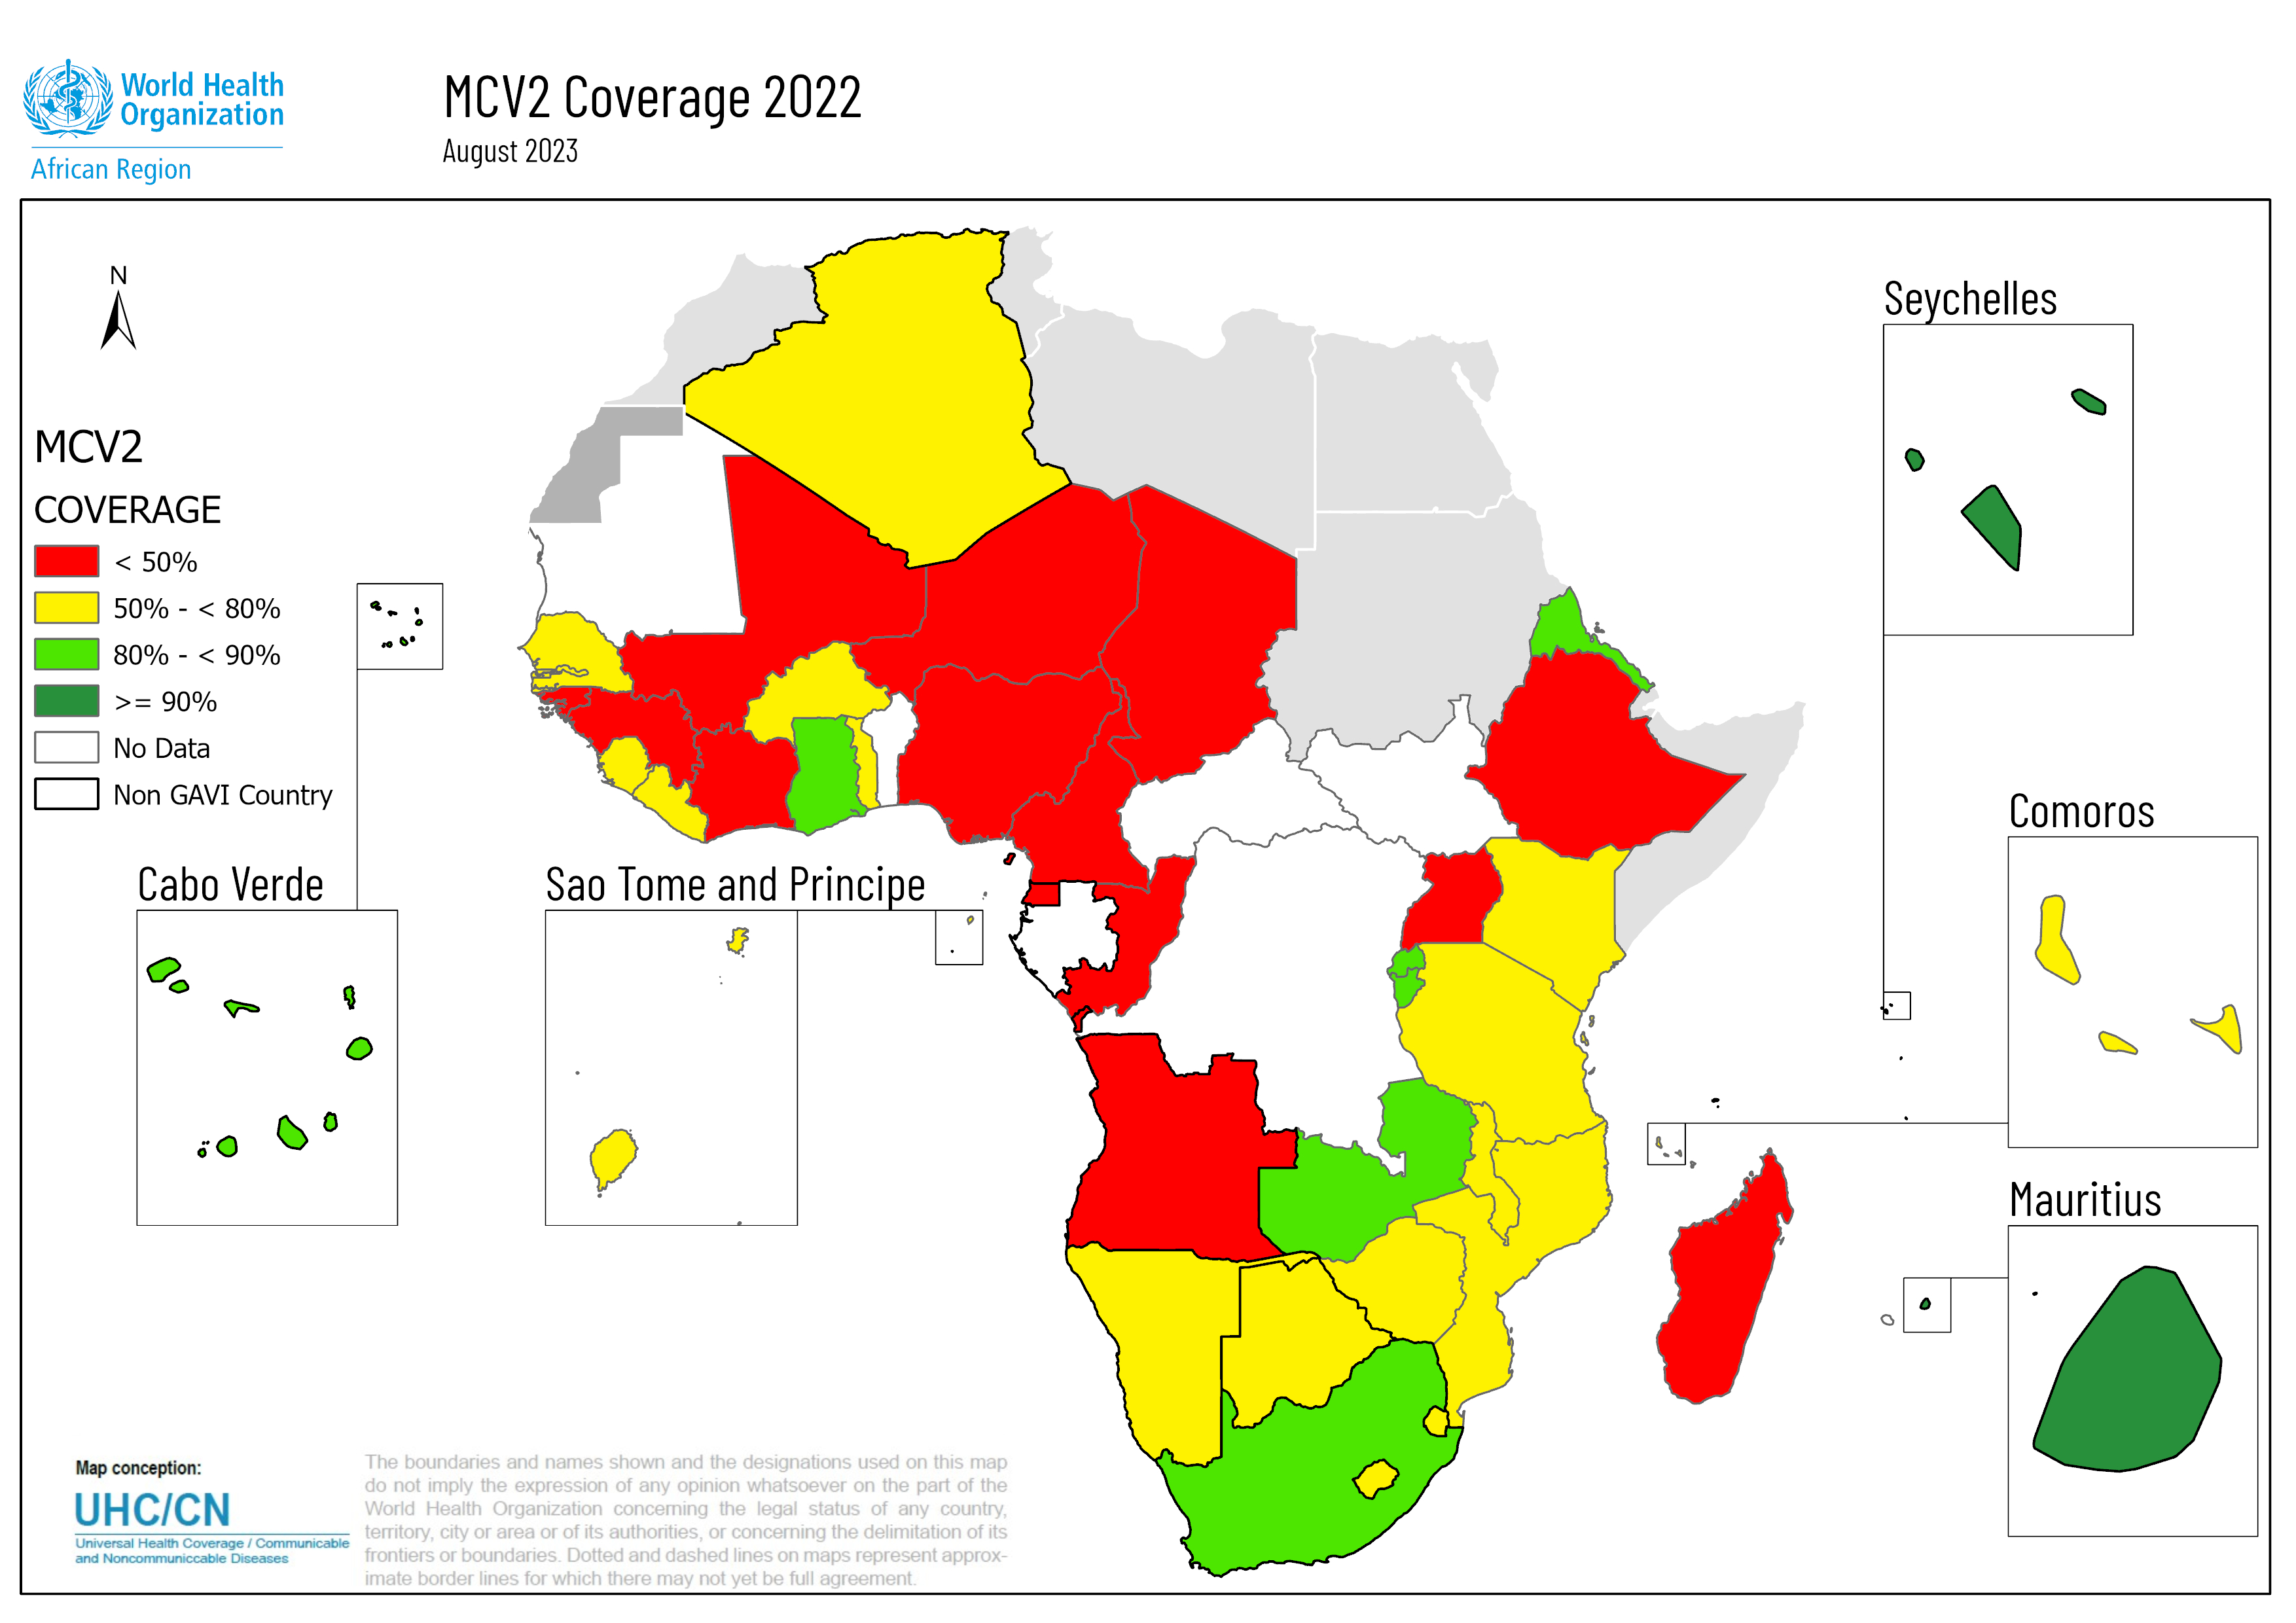 World Health
Organization
African Region
MCV2 Coverage 2022
August 2023
N
MCV2
COVERAGE
< 50%
50% - < 80%
80% - < 90%
>= 90%
No Data
Non GAVI Country
Seychelles
Comoros
Cabo Verde
Sao Tome and Principe
Mauritius
Map conception:
UHC/CN
Universal Health Coverage / Communicable
and Noncommuniccable Diseases
The boundaries and names shown and the designations used on this map
do not imply the expression of any opinion whatsoever on the part of the
World Health Organization concerning the legal status of any country,
territory, city or area or of its authorities, or concerning the delimitation of its
frontiers or boundaries. Dotted and dashed lines on maps represent approx-
imate border lines for which there may not yet be full agreement.